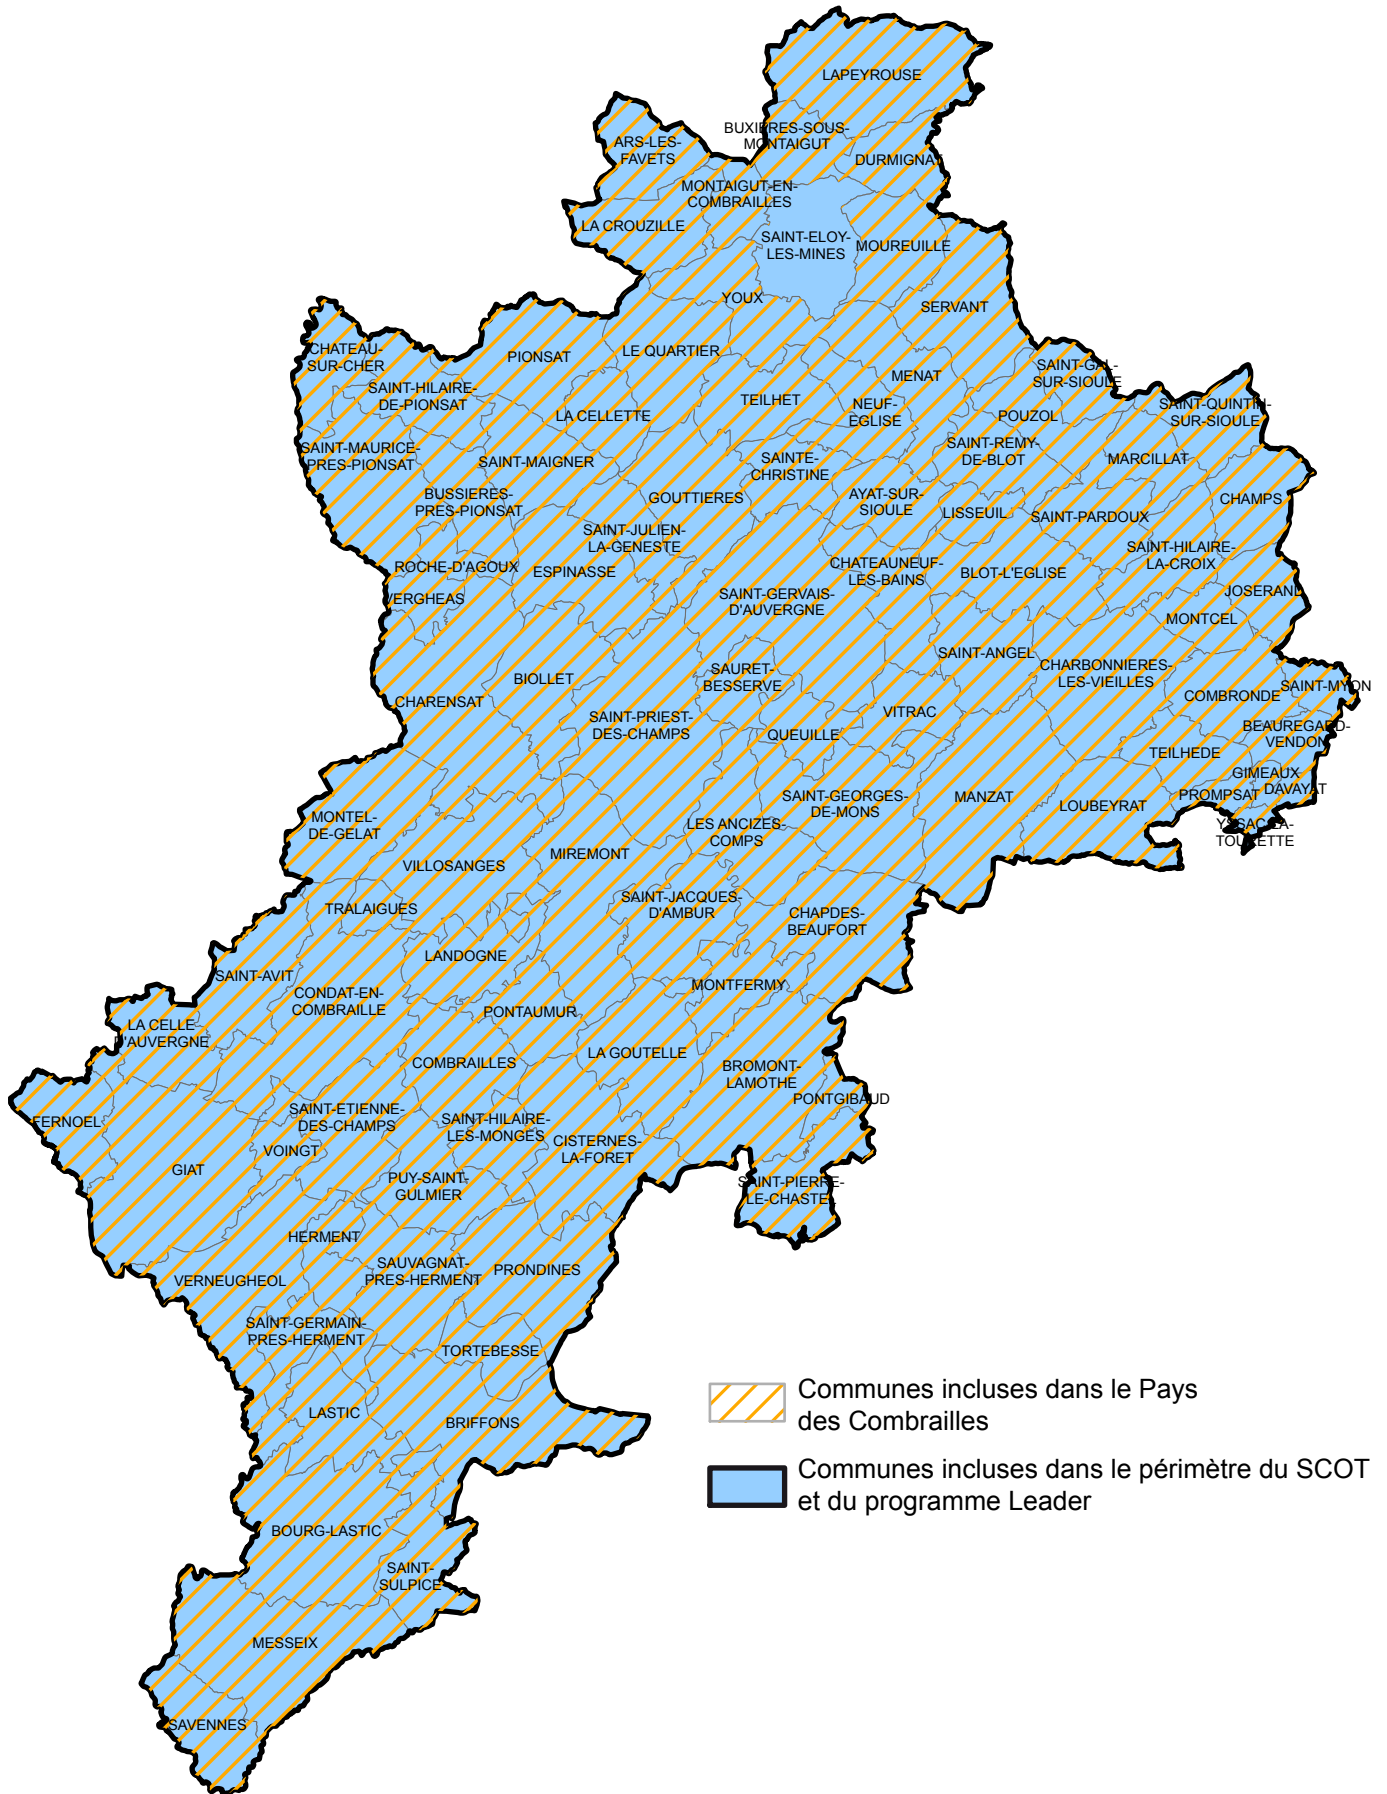 LAPEYROUSE
BUXIERES-SOUS-
MONTAIGUT
ARS-LES-
FAVETS
DURMIGNAT
MONTAIGUT-EN-
COMBRAILLES
LA CROUZILLE
SAINT-ELOY-
LES-MINES
MOUREUILLE
YOUX
SERVANT
CHATEAU-
SUR-CHER
PIONSAT
LE QUARTIER
SAINT-GAL-
SUR-SIOULE
MENAT
SAINT-HILAIRE-
DE-PIONSAT
TEILHET
NEUF-
EGLISE
LA CELLETTE
POUZOL
SAINT-QUINTIN-
SUR-SIOULE
SAINT-MAURICE-
PRES-PIONSAT
SAINT-MAIGNER
SAINTE-
CHRISTINE
SAINT-REMY-
DE-BLOT
MARCILLAT
BUSSIERES-
PRES-PIONSAT
GOUTTIERES
AYAT-SUR-
SIOULE
LISSEUIL
SAINT-PARDOUX
CHAMPS
SAINT-JULIEN-
LA-GENESTE
SAINT-HILAIRE-
LA-CROIX
ROCHE-D'AGOUX
ESPINASSE
CHATEAUNEUF-
LES-BAINS
BLOT-L'EGLISE
VERGHEAS
SAINT-GERVAIS-
D'AUVERGNE
JOSERAND
MONTCEL
SAINT-ANGEL
CHARBONNIERES-
LES-VIEILLES
SAURET-
BESSERVE
BIOLLET
CHARENSAT
COMBRONDE
SAINT-MYON
SAINT-PRIEST-
DES-CHAMPS
VITRAC
QUEUILLE
BEAUREGARD-
VENDON
TEILHEDE
GIMEAUX
DAVAYAT
PROMPSAT
SAINT-GEORGES-
DE-MONS
MANZAT
LOUBEYRAT
MONTEL-
DE-GELAT
LES ANCIZES-
COMPS
YSSAC-LA-
TOURETTE
VILLOSANGES
MIREMONT
TRALAIGUES
SAINT-JACQUES-
D'AMBUR
CHAPDES-
BEAUFORT
LANDOGNE
SAINT-AVIT
CONDAT-EN-
COMBRAILLE
MONTFERMY
PONTAUMUR
LA CELLE-
D'AUVERGNE
COMBRAILLES
LA GOUTELLE
BROMONT-
LAMOTHE
PONTGIBAUD
FERNOEL
SAINT-ETIENNE-
DES-CHAMPS
SAINT-HILAIRE-
LES-MONGES
VOINGT
CISTERNES-
LA-FORET
GIAT
PUY-SAINT-
GULMIER
SAINT-PIERRE-
LE-CHASTEL
HERMENT
SAUVAGNAT-
PRES-HERMENT
PRONDINES
VERNEUGHEOL
SAINT-GERMAIN-
PRES-HERMENT
TORTEBESSE
LASTIC
BRIFFONS
Communes incluses dans le Pays
des Combrailles
Communes incluses dans le périmètre du SCOT
et du programme Leader
BOURG-LASTIC
SAINT-
SULPICE
MESSEIX
SAVENNES